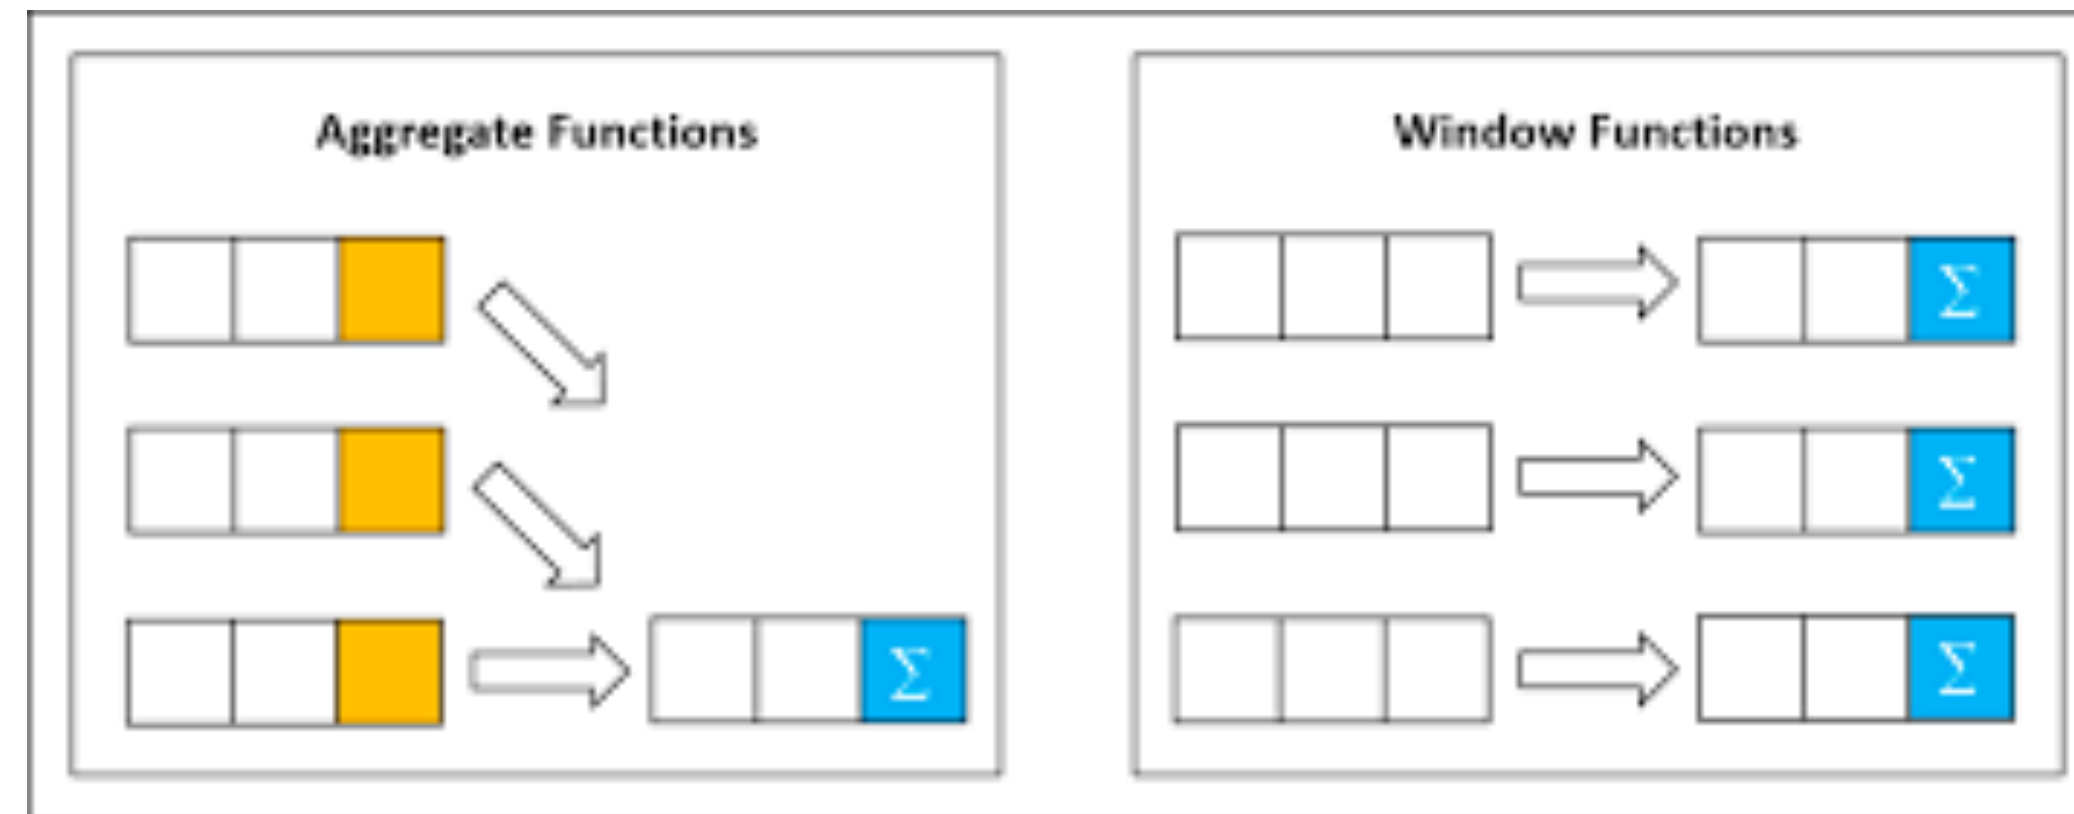 Aggregate Functions
Window Functions
Σ
Σ
Σ
Σ